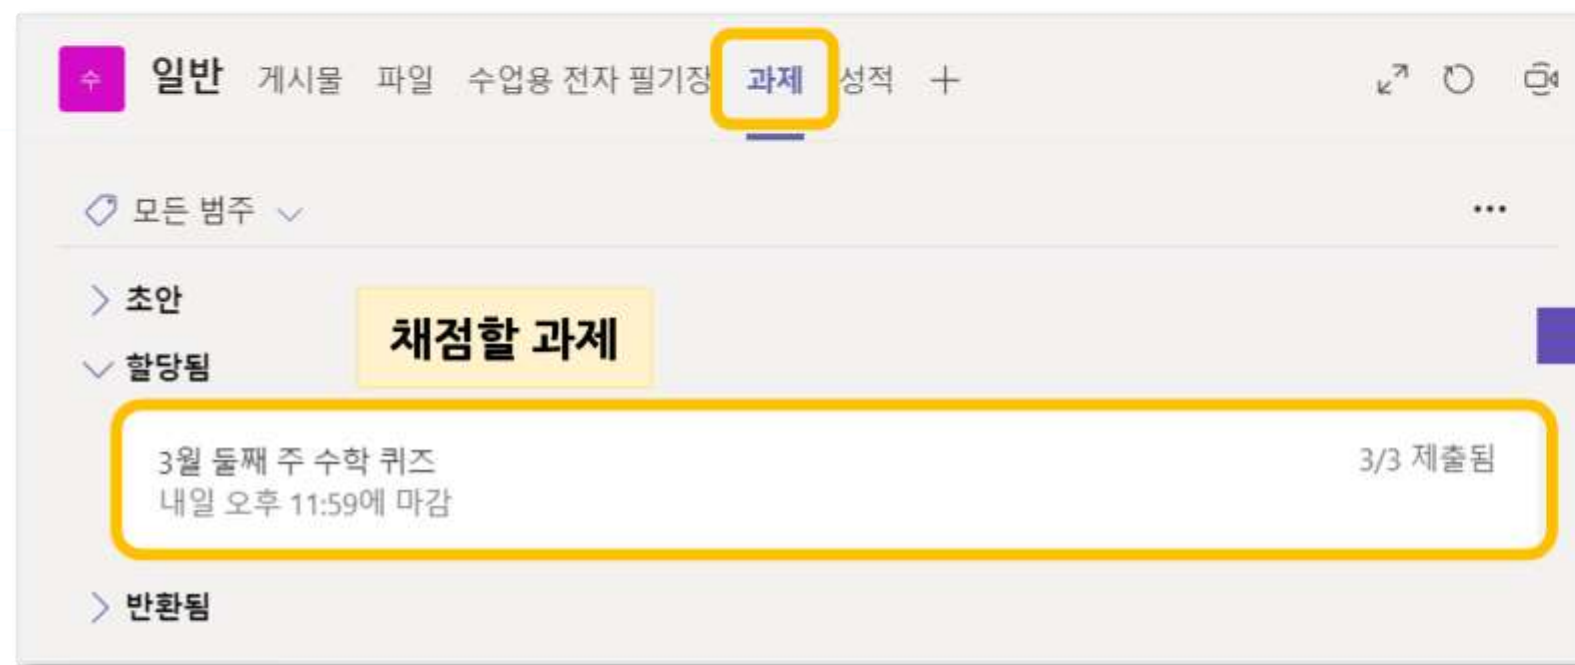 수 일반 게시물 파일 수업용 전자 필기장 과제 성적
모든 범주
초안
채점할 과제
할당됨
3월 둘째 주 수학 퀴즈 3/3 제출됨
내일 오후 11:59에 마감
반환됨